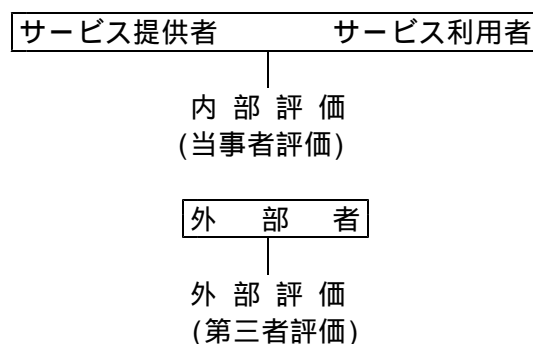 サービス提供者　　　サービス利用者
内 部 評 価
(当事者評価)
外　部　者
外 部 評 価
(第三者評価)